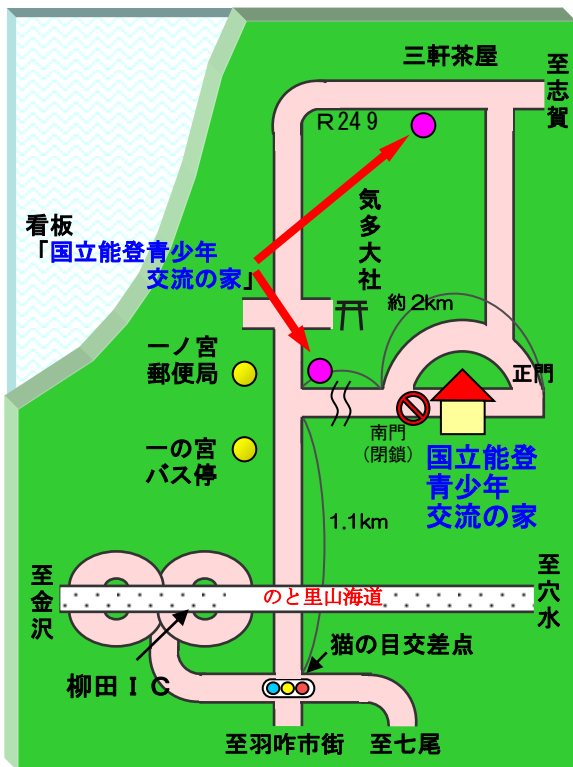 三軒茶屋
至志賀
R249
気多大社
看板
「国立能登青少年
交流の家」
約2km
一ノ宮
郵便局
正門
南門
(閉鎖)
国立能登
青少年
交流の家
一の宮
バス停
1.1km
至金沢
のと里山海道
至穴水
猫の目交差点
柳田IC
至羽咋市街
至七尾